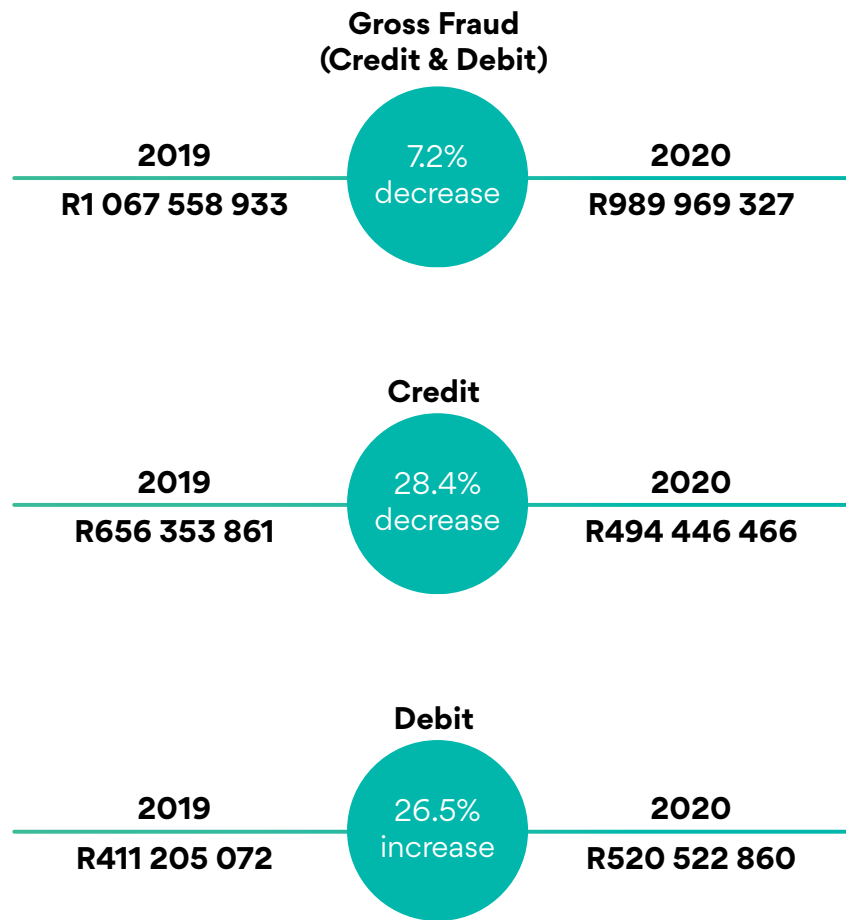 Gross Fraud
(Credit & Debit)
2019
7.2%
decrease
2020
R1 067 558 933
R989 969 327
Credit
2019
28.4%
decrease
2020
R656 353 861
R494 446 466
Debit
2019
26.5%
increase
2020
R411 205 072
R520 522 860